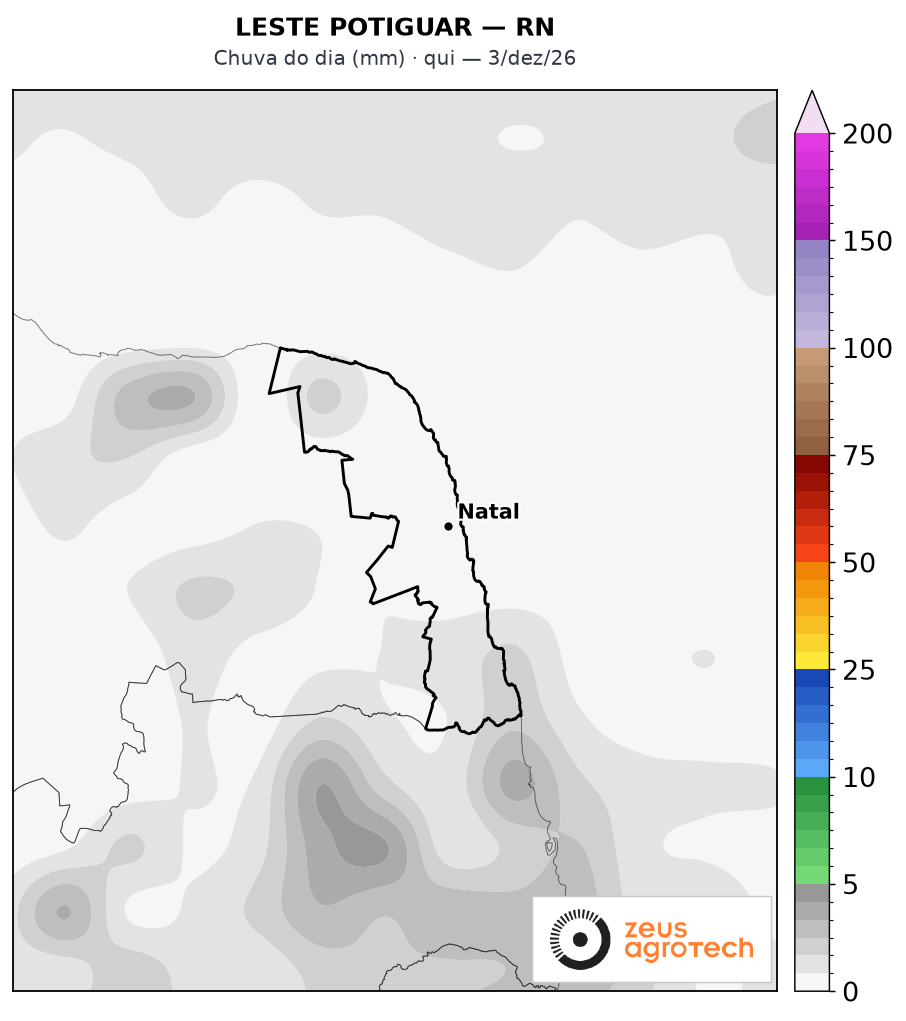 LESTE POTIGUAR — RN
Chuva do dia (mm) · qui — 3/dez/26
200
150
100
75
50
25
10
5
0
Natal
zeus
agrotech